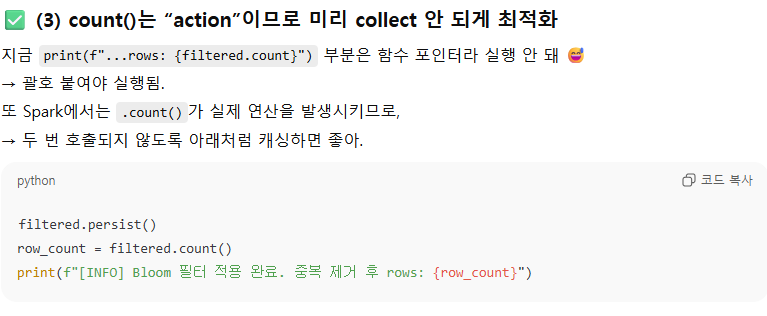 ✅ (3) count()는 “action”이므로 미리 collect 안 되게 최적화
지금 print(f"...rows: {filtered.count}") 부분은 함수 포인터라 실행 안 돼 😅
→ 괄호 붙여야 실행됨.
또 Spark에서는 .count()가 실제 연산을 발생시키므로,
→ 두 번 호출되지 않도록 아래처럼 캐싱하면 좋아.
python
코드 복사
filtered.persist()
row_count = filtered.count()
print(f"[INFO] Bloom 필터 적용 완료. 중복 제거 후 rows: {row_count}")